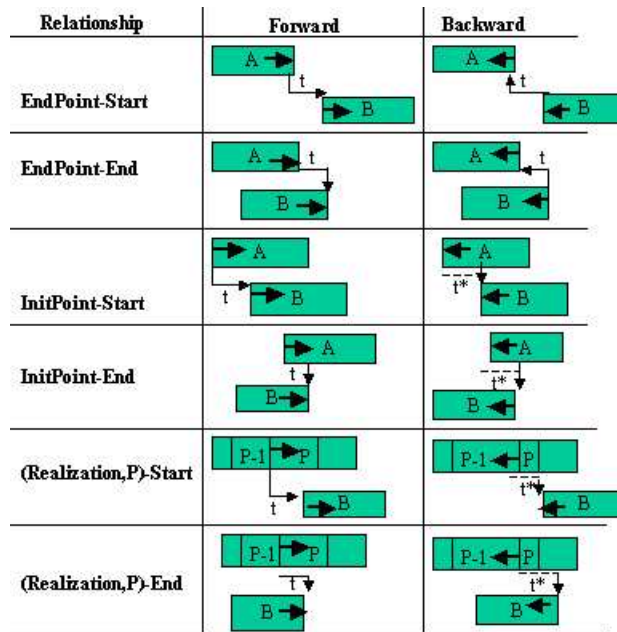 Relationship Forward Backward
A A
t t
EndPoint-Start B B
EndPoint-End A t A t
B B
A A
InitPoint-Start t B t* B
InitPoint-End A A
t t*
B B
P-1 P P-1 P
(Realization,P)-Start t B t* B
P-1 P P-1 P
(Realization,P)-End t t*
B B